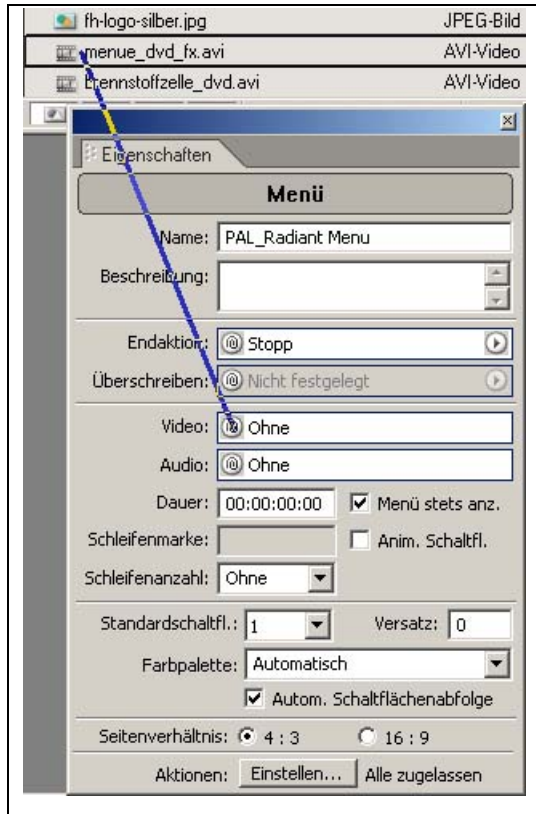 fh-logo-silber.jpg JPEG-Bild
menue_dvd_fx.avi AVI-Video
brennstoffzelle_dvd.avi AVI-Video
Eigenschaften
Menü
Name: PAL_Radiant Menu
Beschreibung:
Endaktion: Stopp
Überschreiben: Nicht festgelegt
Video: Ohne
Audio: Ohne
Dauer: 00:00:00:00 Menü stets anz.
Schleifenmarke: Anim. Schaltfl.
Schleifenanzahl: Ohne
Standardschaltfl.: 1 Versatz: 0
Farbpalette: Automatisch
Autom. Schaltflächenabfolge
Seitenverhältnis: 4 : 3 16 : 9
Aktionen: Einstellen... Alle zugelassen